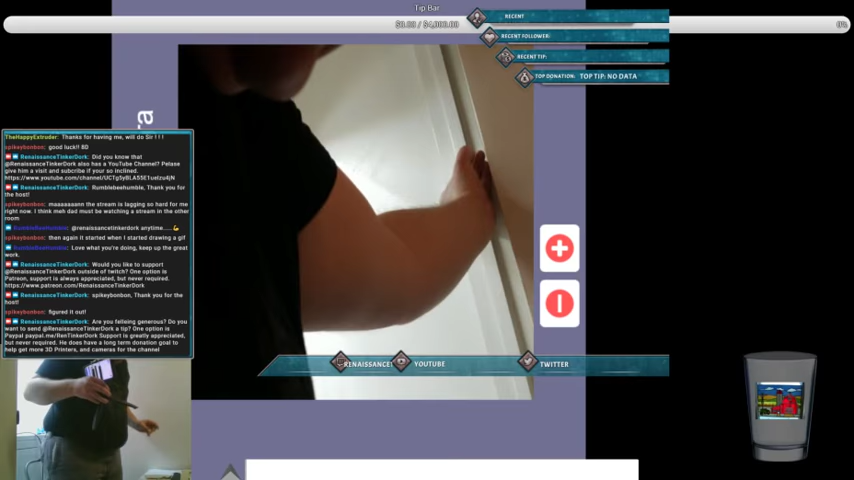 Tip Bar
$0.00 / $4,000.00
0%
RECENT
RECENT FOLLOWER:
RECENT TIP:
TOP DONATION: TOP TIP: NO DATA
ra
TheHappyExtruder: Thanks for having me, will do Sir ! ! !
spikeybonbon: good luck!! 8D
RenaissanceTinkerDork: Did you know that
@RenaissanceTinkerDork also has a YouTube Channel? Pelase
give him a visit and subcribe if your so inclined.
RenaissanceTinkerDork: Rumblebeehumble, Thank you for
the host!
spikeybonbon: maaaaaaann the stream is lagging so hard for me
right now. I think meh dad must be watching a stream in the other
room
RumbleBeeHumble: @renaissancetinkerdork anytime......💪
spikeybonbon: then again it started when I started drawing a gif
RumbleBeeHumble: Love what you're doing, keep up the great
work.
RenaissanceTinkerDork: Would you like to support
@RenaissanceTinkerDork outside of twitch? One option is
Patreon, support is always appreciated, but never required.
https://www.patreon.com/RenaissanceTinkerDork
RenaissanceTinkerDork: spikeybonbon, Thank you for the
host!
spikeybonbon: figured it out!
RenaissanceTinkerDork: Are you felleing generous? Do you
want to send @RenaissanceTinkerDork a tip? One option is
Paypal paypal.me/RenTinkerDork Support is greatly appreciated,
but never required. He does have a long term donation goal to
help get more 3D Printers, and cameras for the channel
RENAISSANCE
YOUTUBE
TWITTER